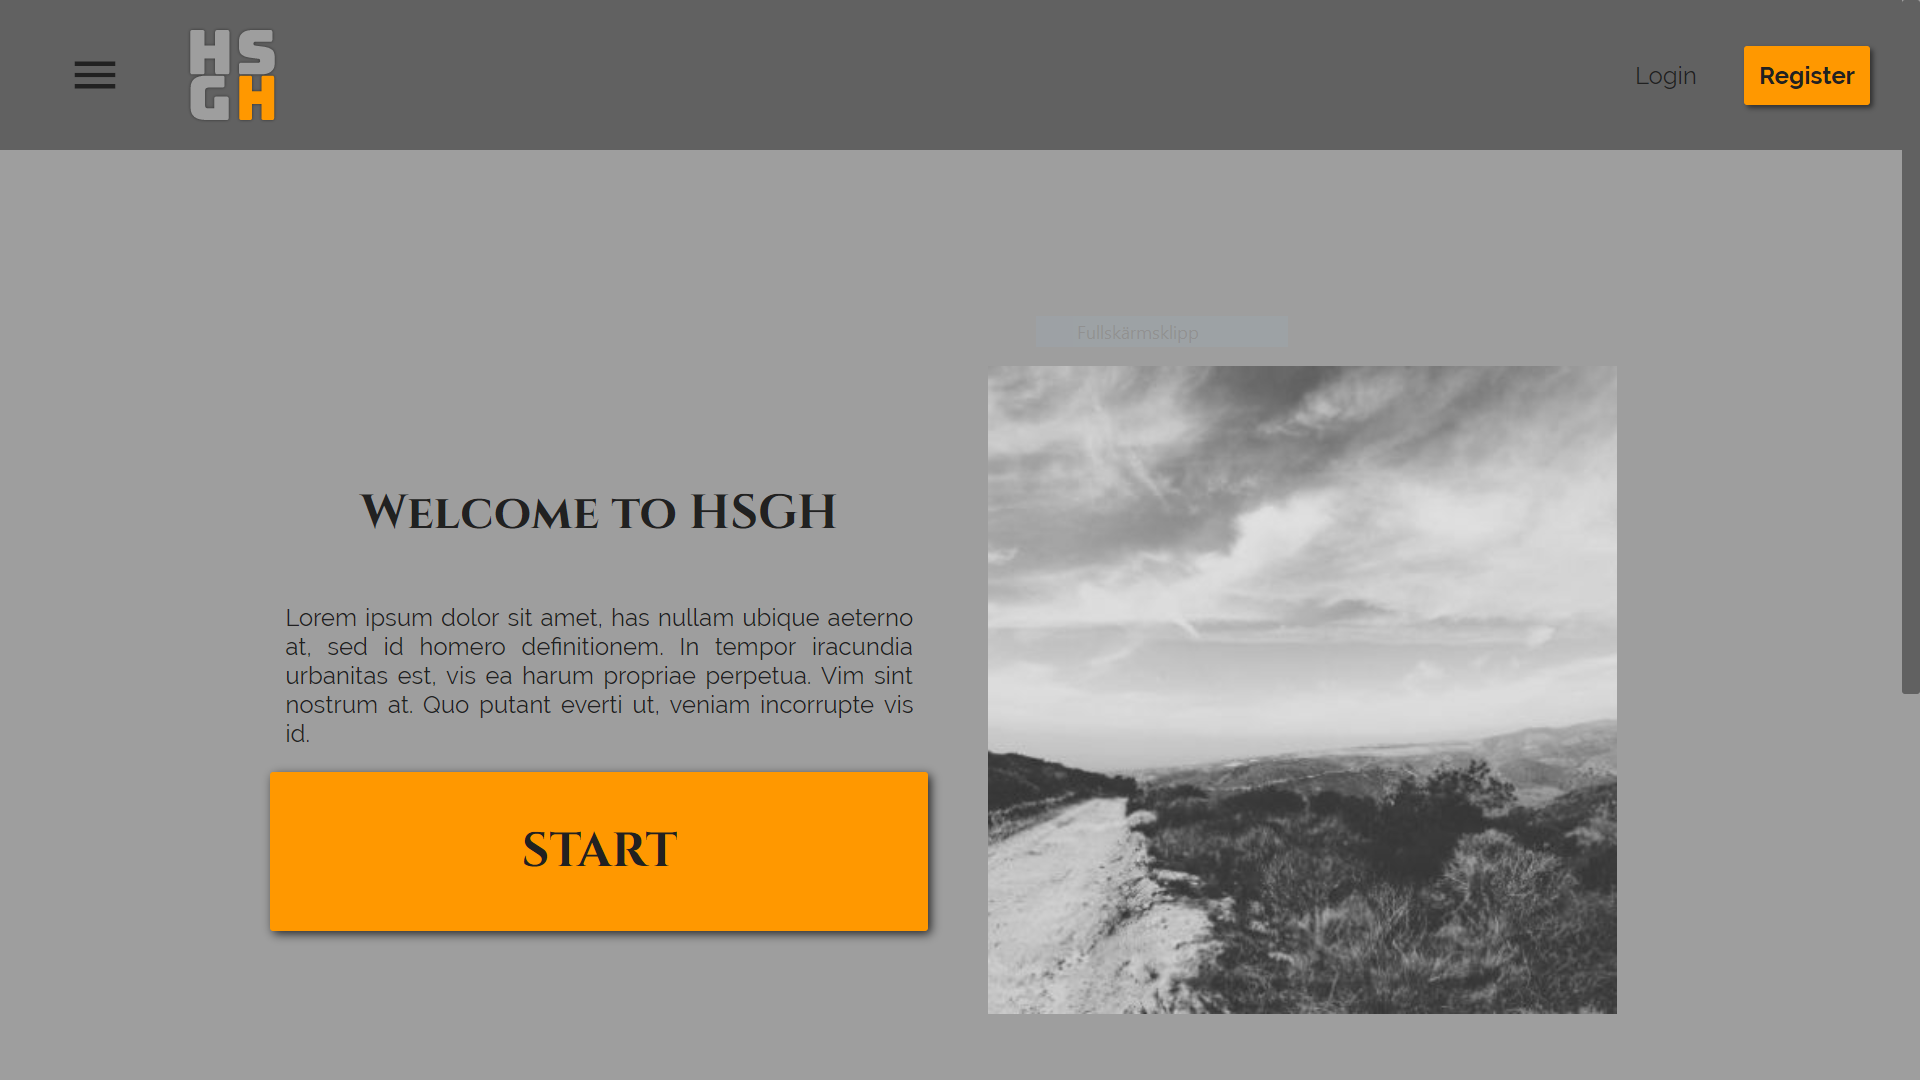 HS
GH
Login
Register
Fullskärmsklipp
Welcome to HSGH
Lorem ipsum dolor sit amet, has nullam ubique aeterno
at, sed id homero definitionem. In tempor iracundia
urbanitas est, vis ea harum propriae perpetua. Vim sint
nostrum at. Quo putant everti ut, veniam incorrupte vis
id.
START